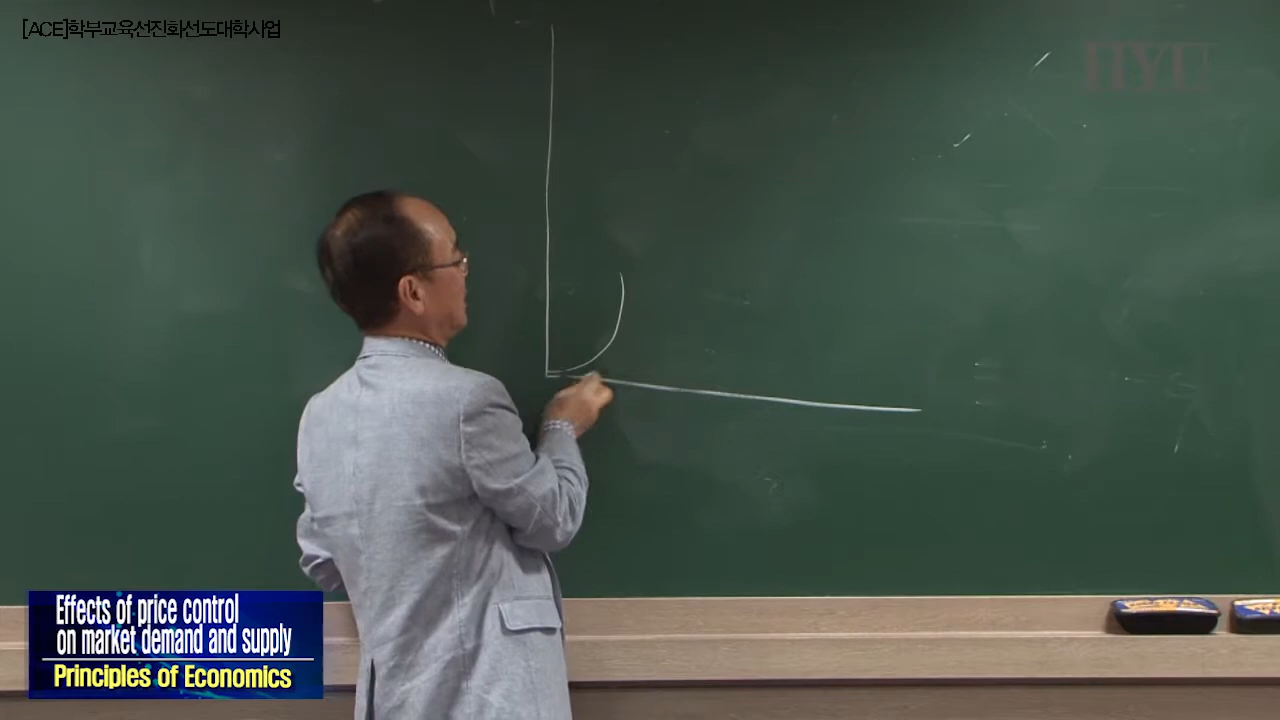 [ACE]학부교육선진화선도대학사업
HYU
Effects of price control
on market demand and supply
Principles of Economics